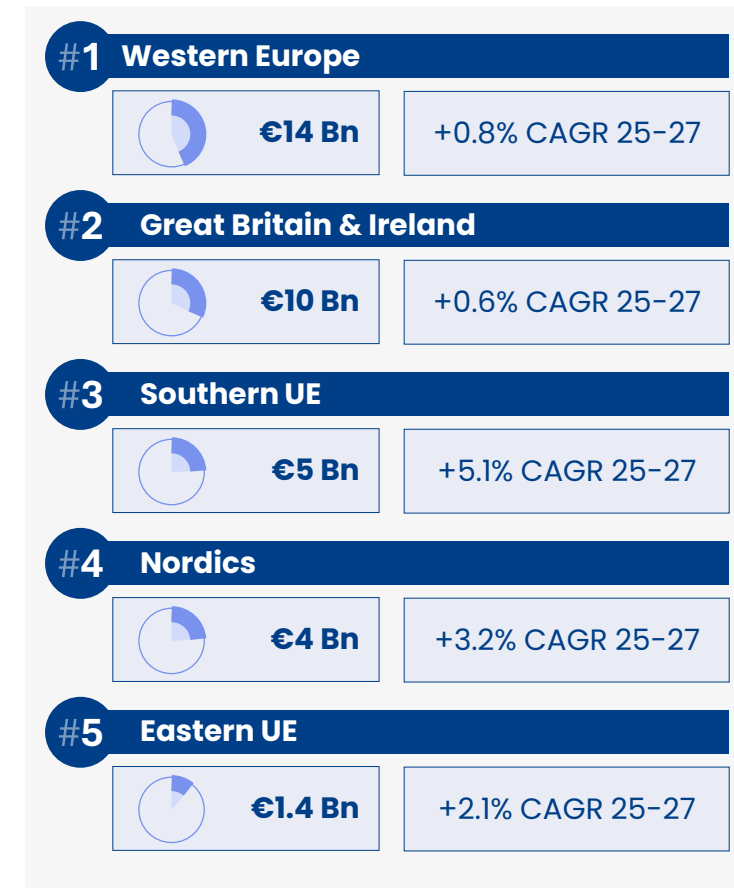 #1 Western Europe
€14 Bn +0.8% CAGR 25-27
#2 Great Britain & Ireland
€10 Bn +0.6% CAGR 25-27
#3 Southern UE
€5 Bn +5.1% CAGR 25-27
#4 Nordics
€4 Bn +3.2% CAGR 25-27
#5 Eastern UE
€1.4 Bn +2.1% CAGR 25-27